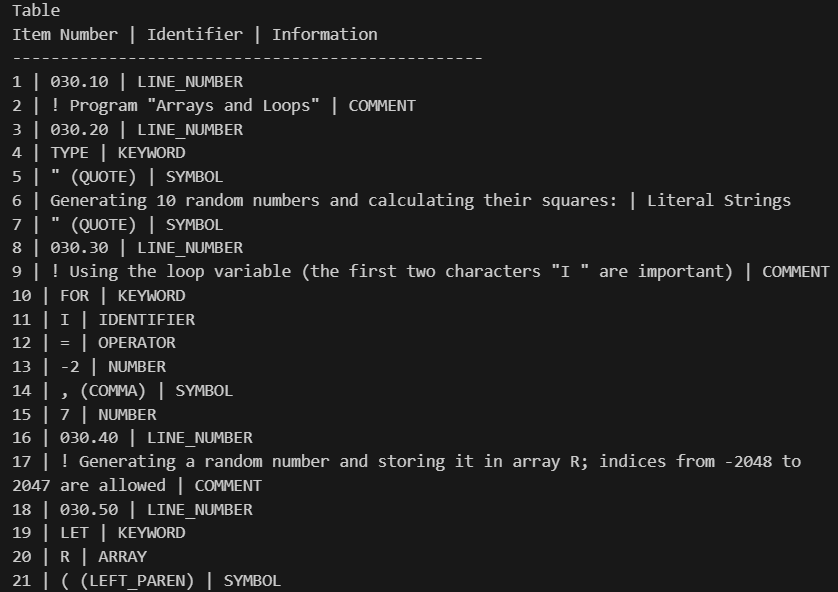 Table
Item Number | Identifier | Information
-------------------------------------------------
1 | 030.10 | LINE_NUMBER
2 | ! Program "Arrays and Loops" | COMMENT
3 | 030.20 | LINE_NUMBER
4 | TYPE | KEYWORD
5 | " (QUOTE) | SYMBOL
6 | Generating 10 random numbers and calculating their squares: | Literal Strings
7 | " (QUOTE) | SYMBOL
8 | 030.30 | LINE_NUMBER
9 | ! Using the loop variable (the first two characters "I " are important) | COMMENT
10 | FOR | KEYWORD
11 | I | IDENTIFIER
12 | = | OPERATOR
13 | -2 | NUMBER
14 | , (COMMA) | SYMBOL
15 | 7 | NUMBER
16 | 030.40 | LINE_NUMBER
17 | ! Generating a random number and storing it in array R; indices from -2048 to
2047 are allowed | COMMENT
18 | 030.50 | LINE_NUMBER
19 | LET | KEYWORD
20 | R | ARRAY
21 | ( (LEFT_PAREN) | SYMBOL